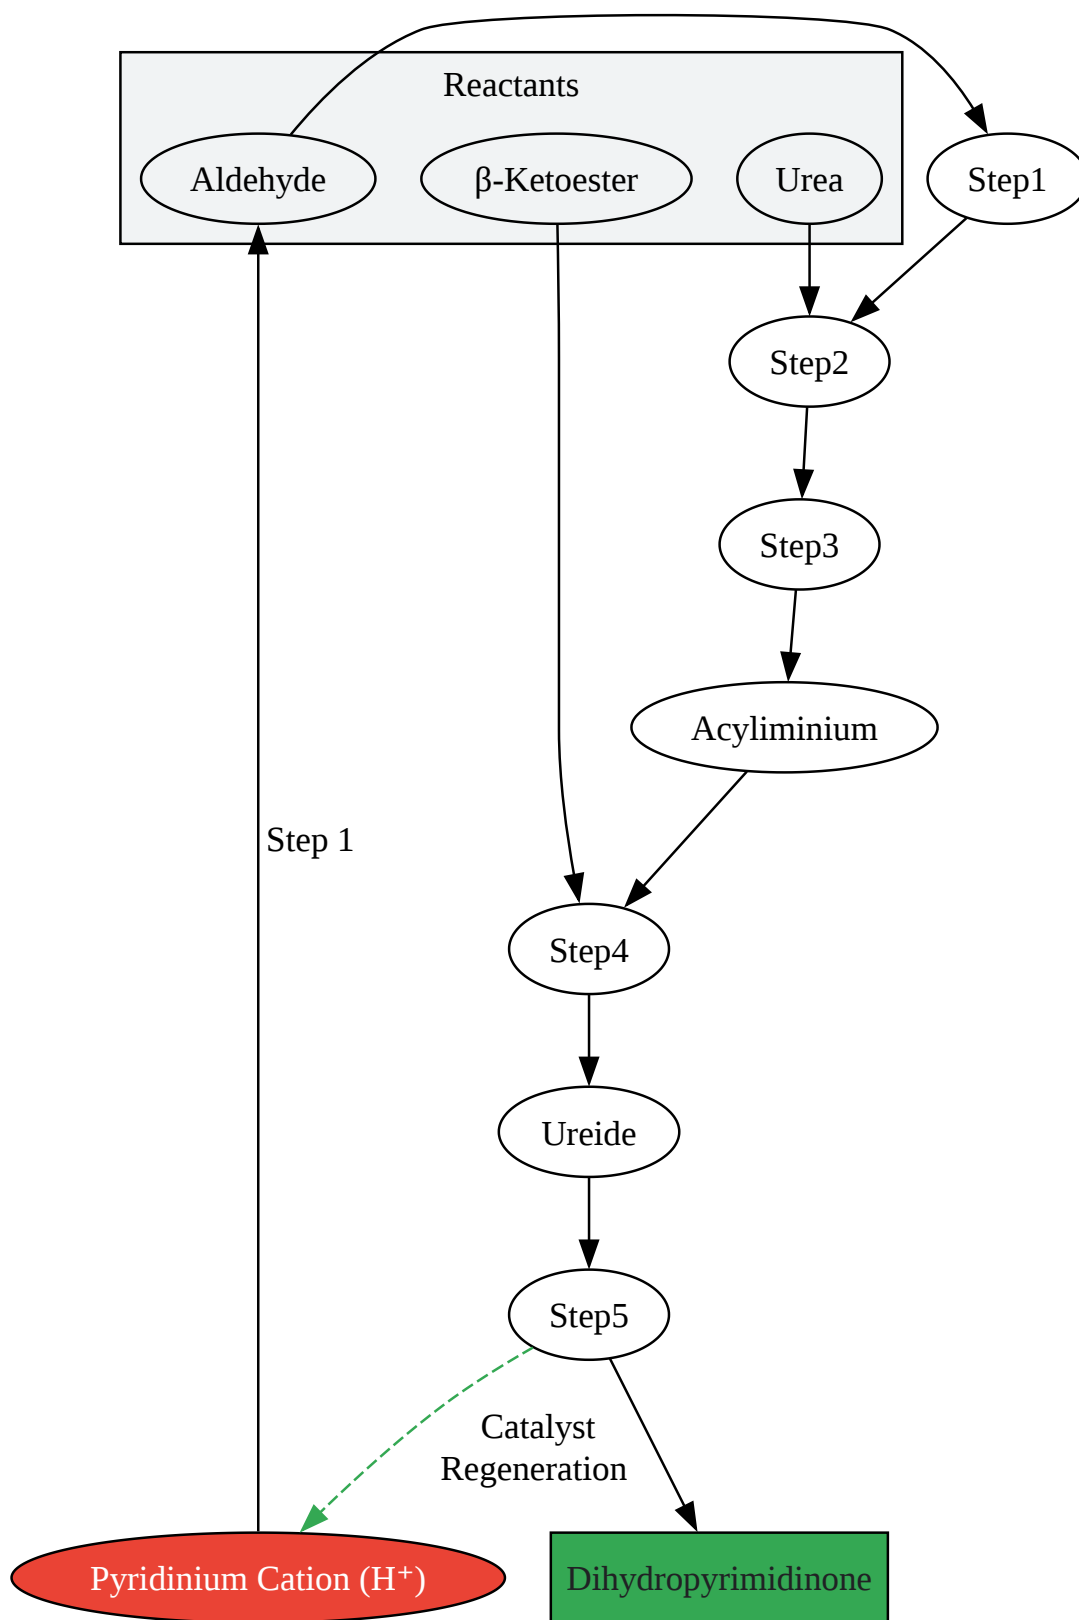 Reactants
Aldehyde
β-Ketoester
Urea
Step1
Step2
Step3
Acyliminium
Step 1
Step4
Ureide
Step5
Catalyst
Regeneration
Pyridinium Cation (H⁺)
Dihydropyrimidinone